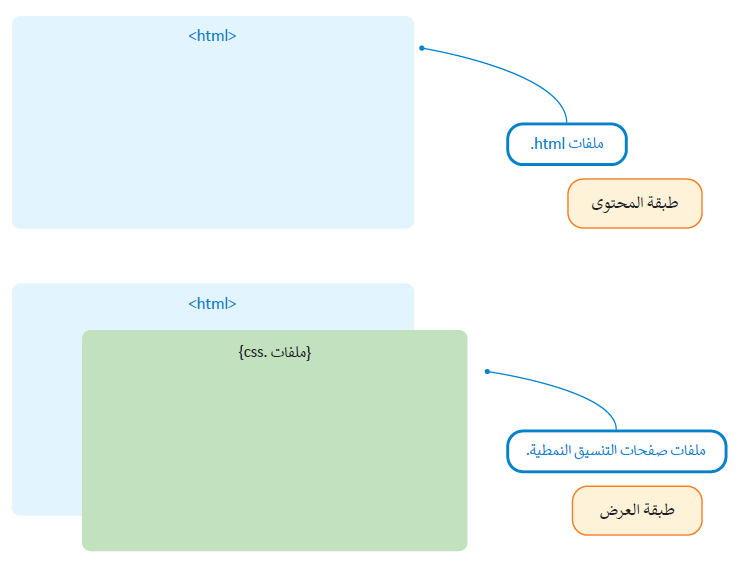 <html>
ملفات html.
طبقة المحتوى
<html>
{ملفات .css}
ملفات صفحات التنسيق النمطية.
طبقة العرض